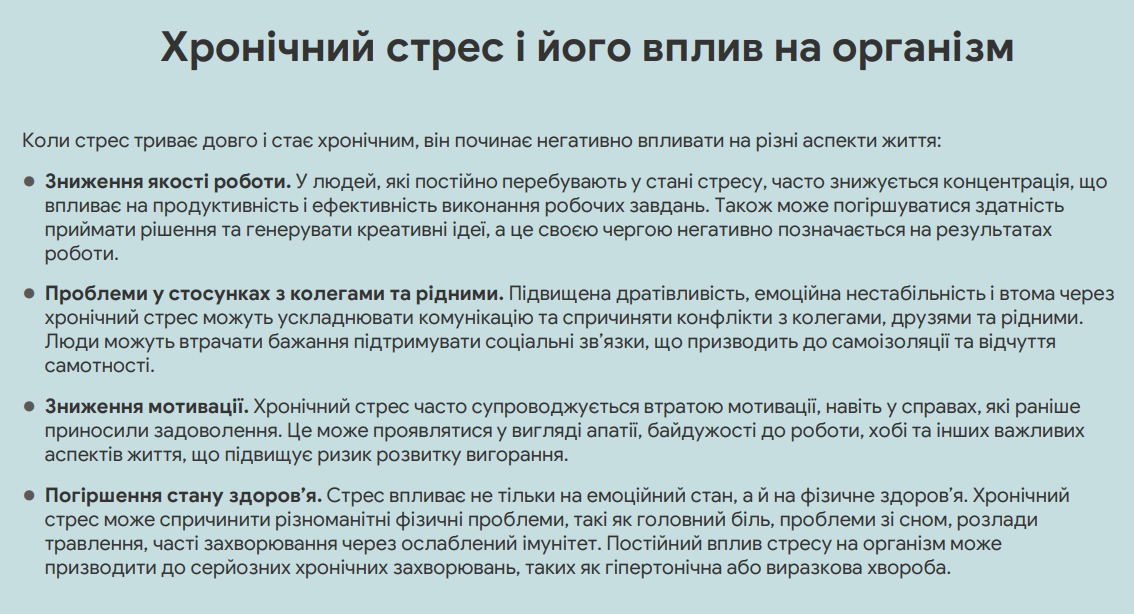 Хронічний стрес і його вплив на організм
Коли стрес триває довго і стає хронічним, він починає негативно впливати на різні аспекти життя:
● Зниження якості роботи. У людей, які постійно перебувають у стані стресу, часто знижується концентрація, що
впливає на продуктивність і ефективність виконання робочих завдань. Також може погіршуватися здатність
приймати рішення та генерувати креативні ідеї, а це своєю чергою негативно позначається на результатах
роботи.
● Проблеми у стосунках з колегами та рідними. Підвищена дратівливість, емоційна нестабільність і втома через
хронічний стрес можуть ускладнювати комунікацію та спричиняти конфлікти з колегами, друзями та рідними.
Люди можуть втрачати бажання підтримувати соціальні зв’язки, що призводить до самоізоляції та відчуття
самотності.
● Зниження мотивації. Хронічний стрес часто супроводжується втратою мотивації, навіть у справах, які раніше
приносили задоволення. Це може проявлятися у вигляді апатії, байдужості до роботи, хобі та інших важливих
аспектів життя, що підвищує ризик розвитку вигорання.
● Погіршення стану здоров’я. Стрес впливає не тільки на емоційний стан, а й на фізичне здоров’я. Хронічний
стрес може спричинити різноманітні фізичні проблеми, такі як головний біль, проблеми зі сном, розлади
травлення, часті захворювання через ослаблений імунітет. Постійний вплив стресу на організм може
призводити до серйозних хронічних захворювань, таких як гіпертонічна або виразкова хвороба.